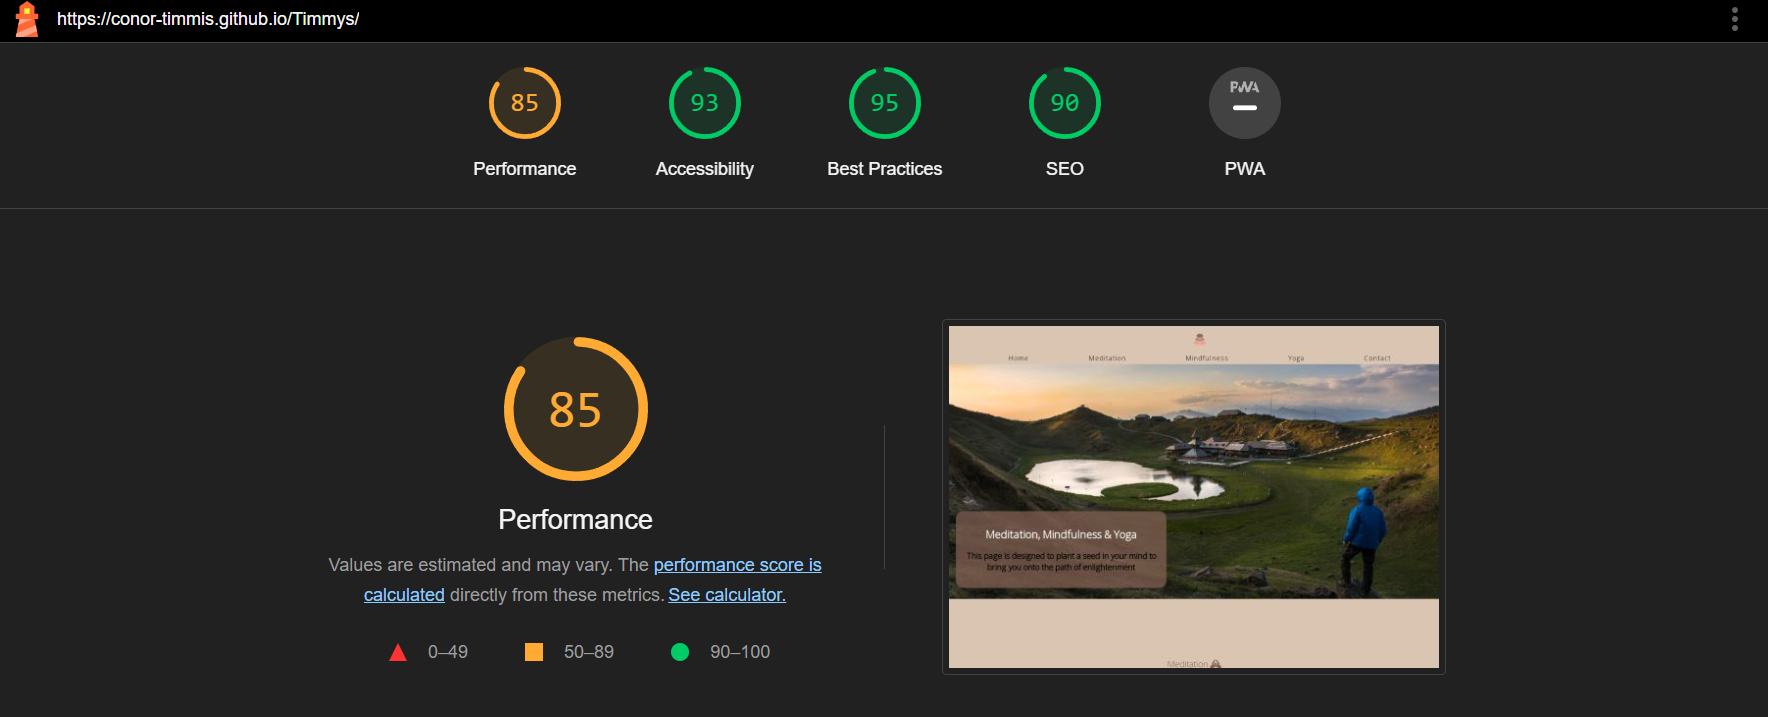 https://conor-timmis.github.io/Timmys/
85
93
95
90
PWA
Performance
Accessibility
Best Practices
SEO
PWA
85
Performance
Values are estimated and may vary. The performance score is
calculated directly from these metrics. See calculator.
0–49
50–89
90–100
Home
Meditation
Mindfulness
Yoga
Contact
Meditation, Mindfulness & Yoga
This page is designed to plant a seed in your mind to
bring you onto the path of enlightenment
Meditation